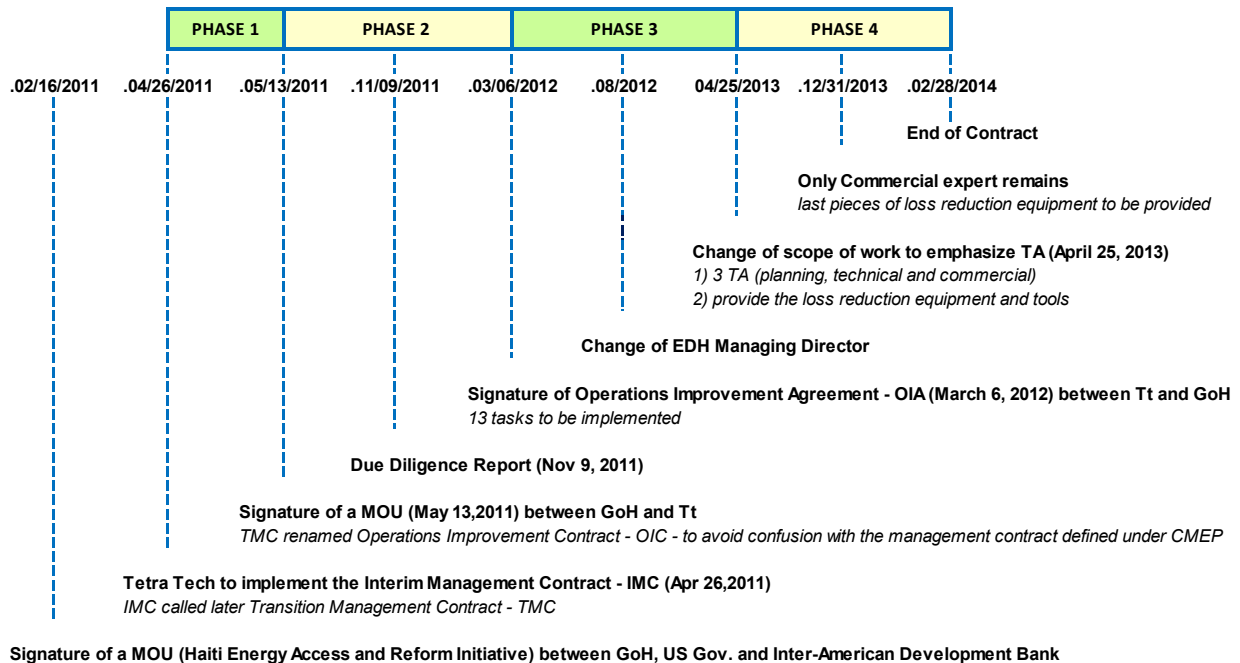 PHASE 1 PHASE 2 PHASE 3 PHASE 4
.02/16/2011 .04/26/2011 .05/13/2011 .11/09/2011 .03/06/2012 .08/2012 04/25/2013 .12/31/2013 .02/28/2014
End of Contract
Only Commercial expert remains
last pieces of loss reduction equipment to be provided
Change of scope of work to emphasize TA (April 25, 2013)
1) 3 TA (planning, technical and commercial)
2) provide the loss reduction equipment and tools
Change of EDH Managing Director
Signature of Operations Improvement Agreement - OIA (March 6, 2012) between Tt and GoH
13 tasks to be implemented
Due Diligence Report (Nov 9, 2011)
Signature of a MOU (May 13,2011) between GoH and Tt
TMC renamed Operations Improvement Contract - OIC - to avoid confusion with the management contract defined under CMEP
Tetra Tech to implement the Interim Management Contract - IMC (Apr 26,2011)
IMC called later Transition Management Contract - TMC
Signature of a MOU (Haiti Energy Access and Reform Initiative) between GoH, US Gov. and Inter-American Development Bank